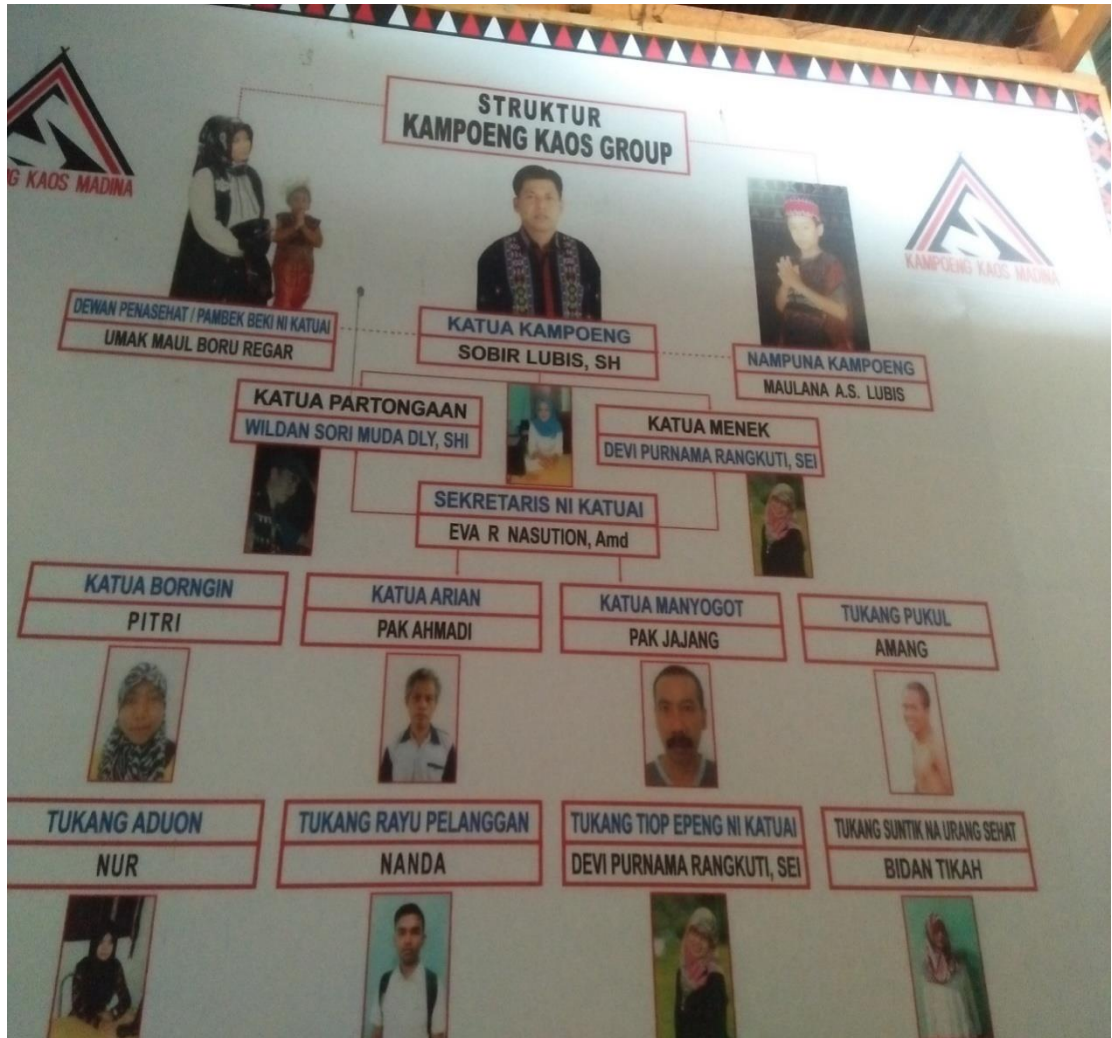 STRUKTUR
KAMPOENG KAOS GROUP
G KAOS MADINA
KAMPOENG KAOS MADINA
DEWAN PENASEHAT / PAMBEK BEKI NI KATUAI
UMAK MAUL BORU REGAR
KATUA KAMPOENG
SOBIR LUBIS, SH
NAMPUNA KAMPOENG
MAULANA A.S. LUBIS
KATUA PARTONGAAN
WILDAN SORI MUDA DLY, SHI
KATUA MENEK
DEVI PURNAMA RANGKUTI, SEI
SEKRETARIS NI KATUAI
EVA R NASUTION, Amd
KATUA BORNGIN
PITRI
KATUA ARIAN
PAK AHMADI
KATUA MANYOGOT
PAK JAJANG
TUKANG PUKUL
AMANG
TUKANG ADUON
NUR
TUKANG RAYU PELANGGAN
NANDA
TUKANG TIOP EPENG NI KATUAI
DEVI PURNAMA RANGKUTI, SEI
TUKANG SUNTIK NA URANG SEHAT
BIDAN TIKAH